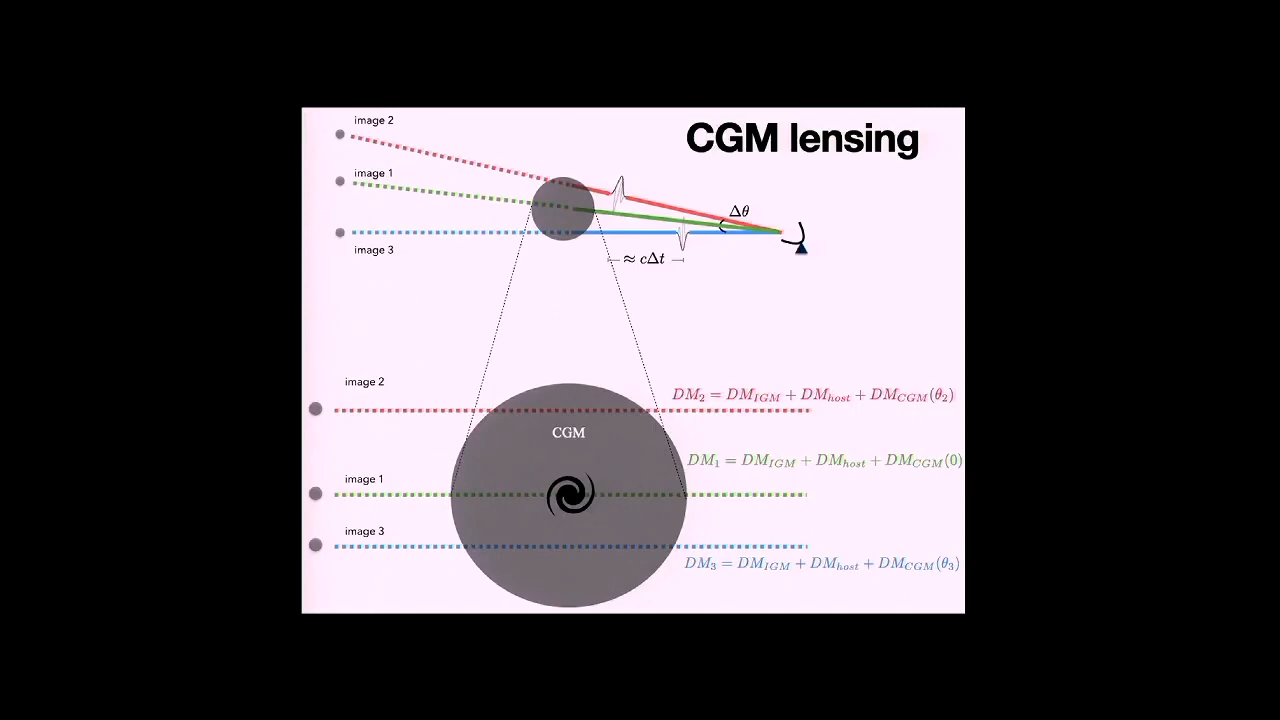 CGM lensing
image 2
image 1
image 3
Δθ
≈ cΔt
image 2
DM₂ = DM_IGM + DM_host + DM_CGM(θ₂)
CGM
DM₁ = DM_IGM + DM_host + DM_CGM(0)
image 1
image 3
DM₃ = DM_IGM + DM_host + DM_CGM(θ₃)